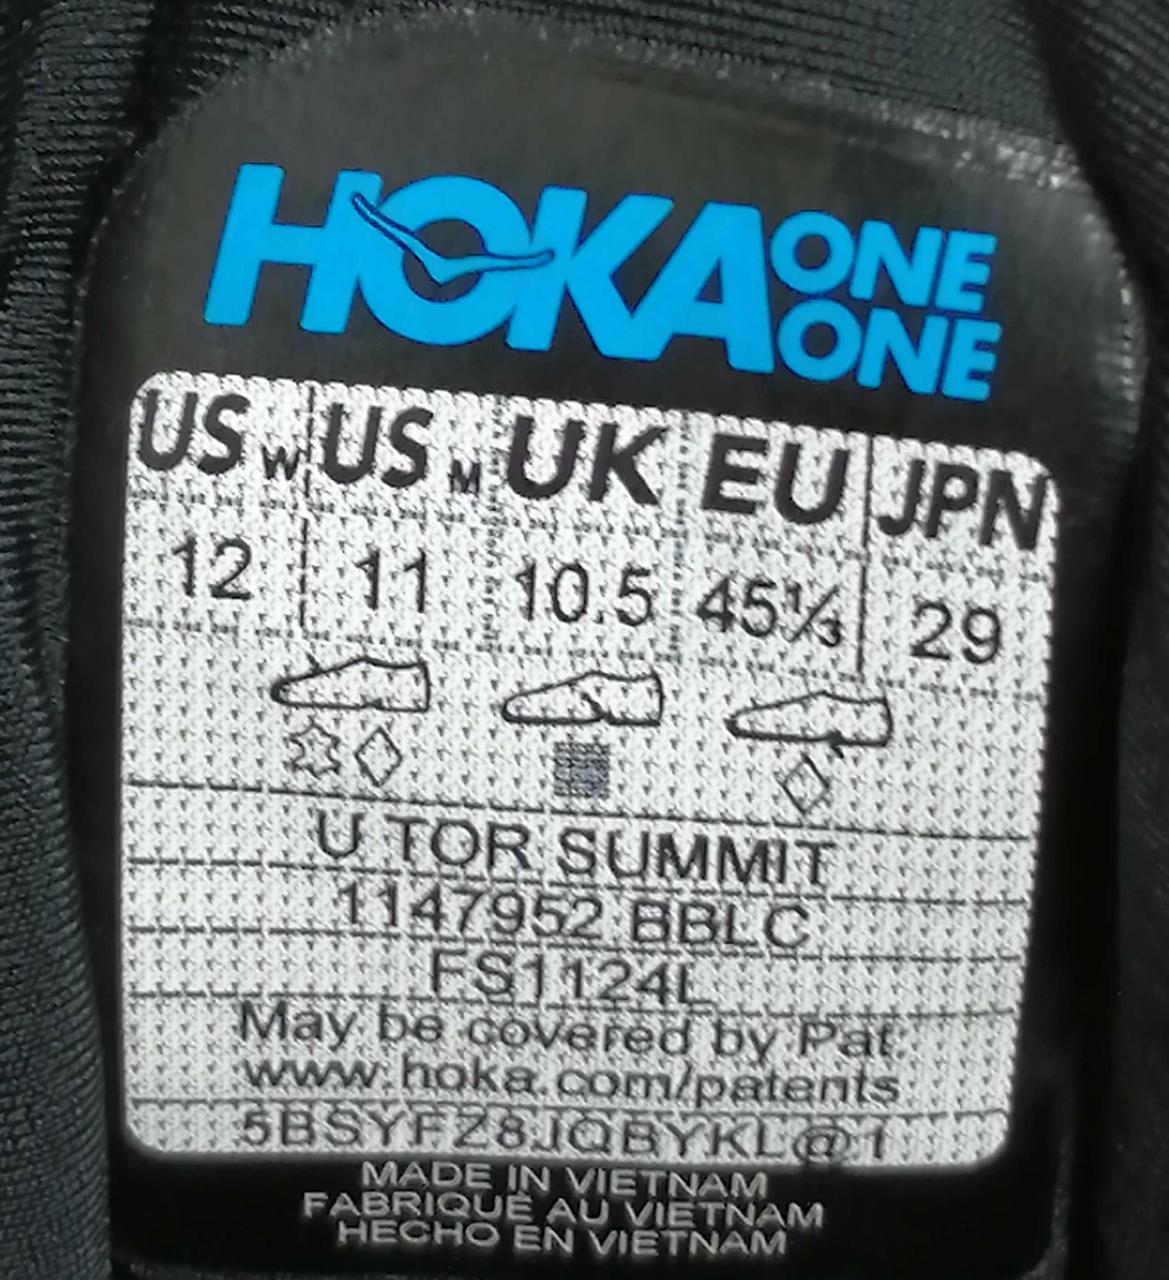 HOKA ONE ONE
US W US M UK EU JPN
12 11 10.5 45⅓ 29
U TOR SUMMIT
1147952 BBLC
FS1124L
May be covered by Pat.
www.hoka.com/patents
5BSYFZ8JQBYKL@1
MADE IN VIETNAM
FABRIQUÉ AU VIETNAM
HECHO EN VIETNAM